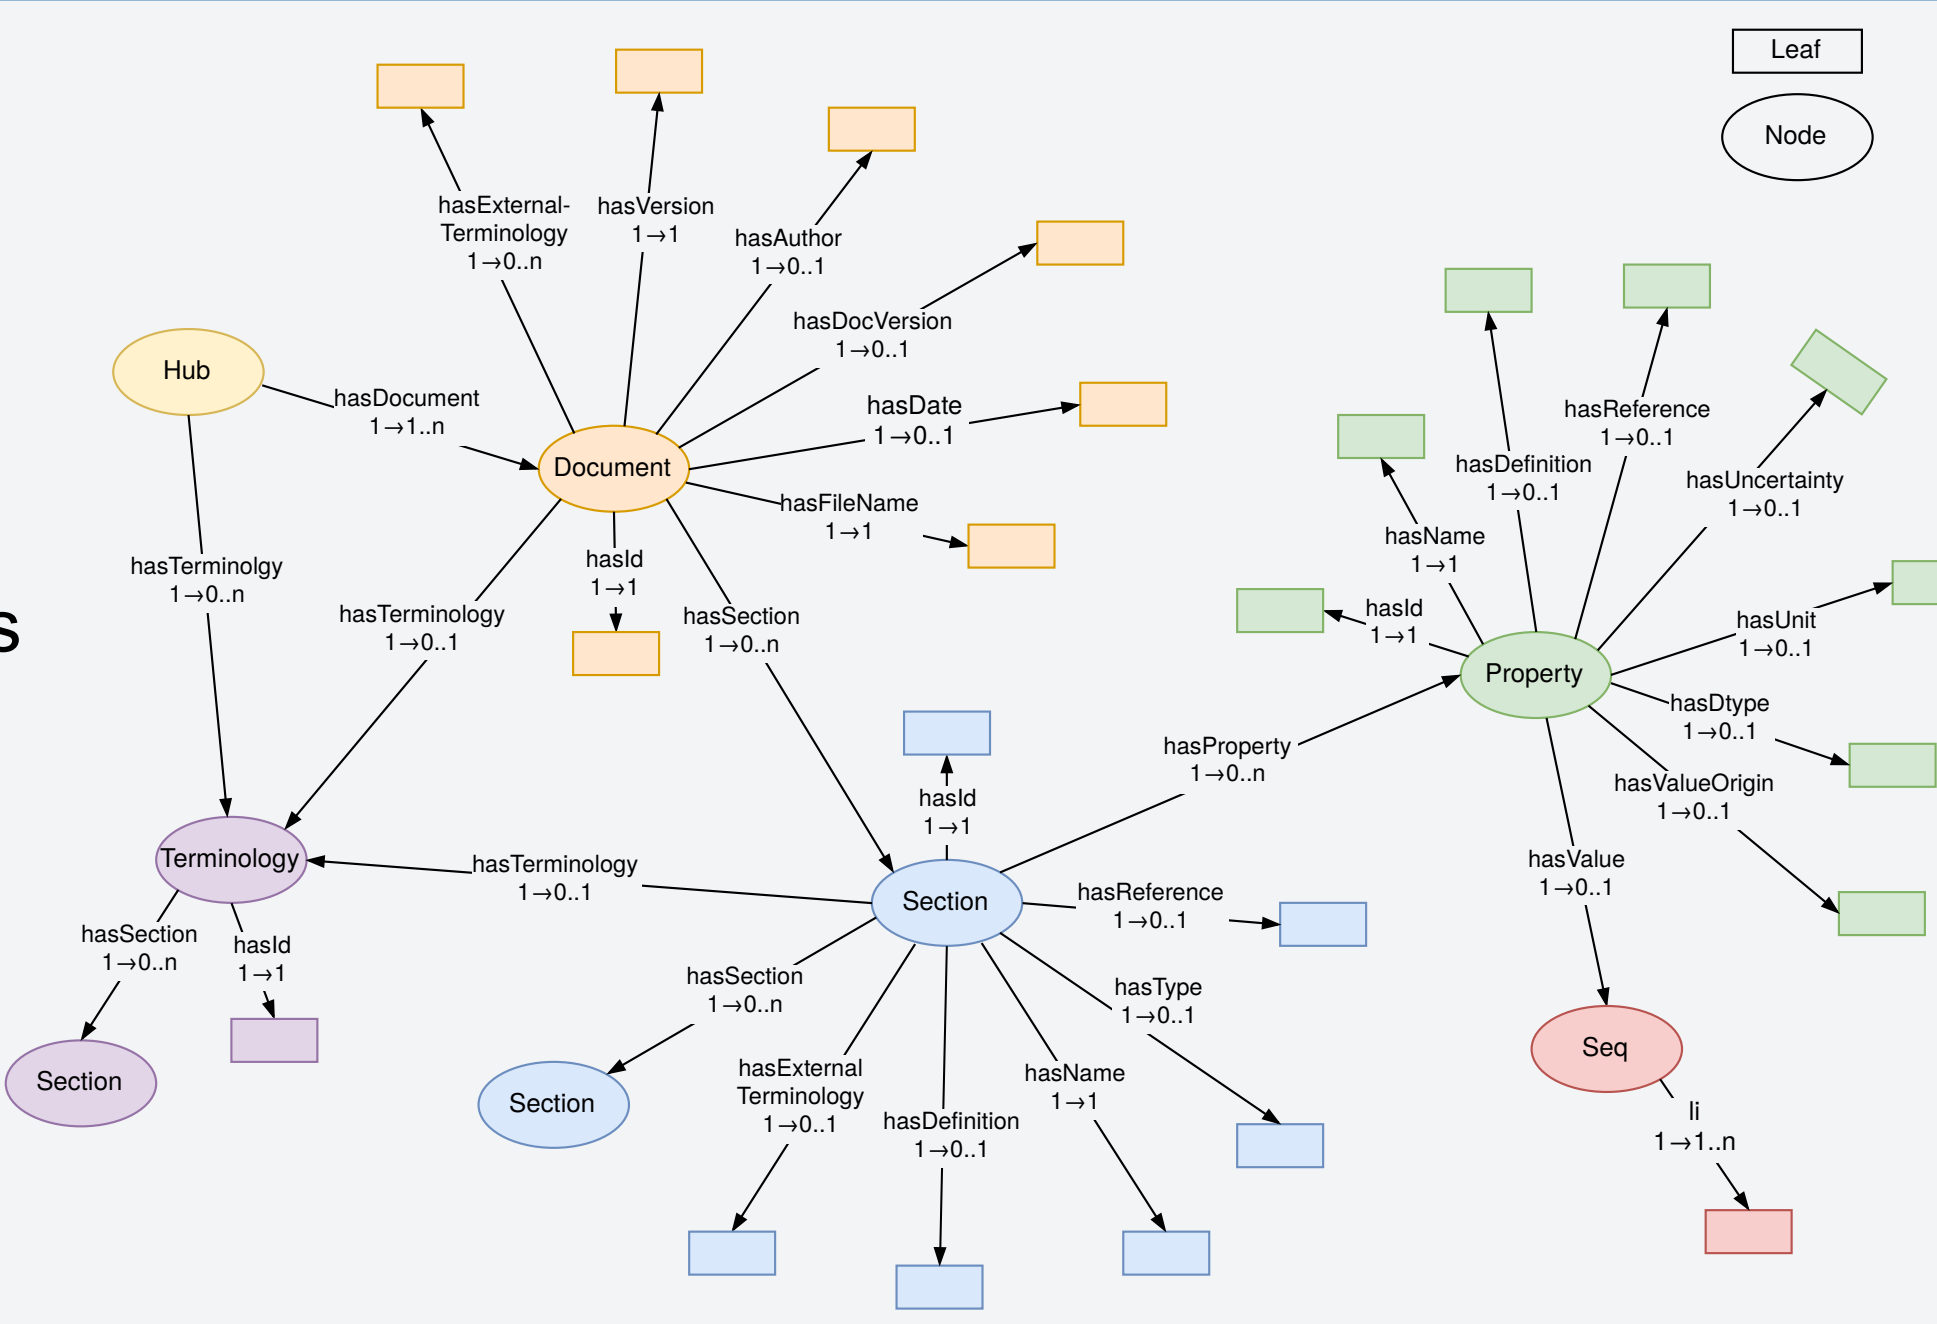 Leaf
Node
hasExternal-
Terminology
1→0..n
hasVersion
1→1
hasAuthor
1→0..1
hasDocVersion
1→0..1
Hub
hasDocument
1→1..n
Document
hasDate
1→0..1
hasFileName
1→1
hasId
1→1
hasTerminolgy
1→0..n
hasTerminology
1→0..1
hasSection
1→0..n
s
hasReference
1→0..1
hasDefinition
1→0..1
hasUncertainty
1→0..1
hasName
1→1
hasId
1→1
hasUnit
1→0..1
Property
hasDtype
1→0..1
hasValueOrigin
1→0..1
hasProperty
1→0..n
hasValue
1→0..1
hasId
1→1
Terminology
hasTerminology
1→0..1
Section
hasReference
1→0..1
hasSection
1→0..n
hasId
1→1
Section
hasSection
1→0..n
Section
hasExternal
Terminology
1→0..1
hasDefinition
1→0..1
hasName
1→1
hasType
1→0..1
Seq
li
1→1..n